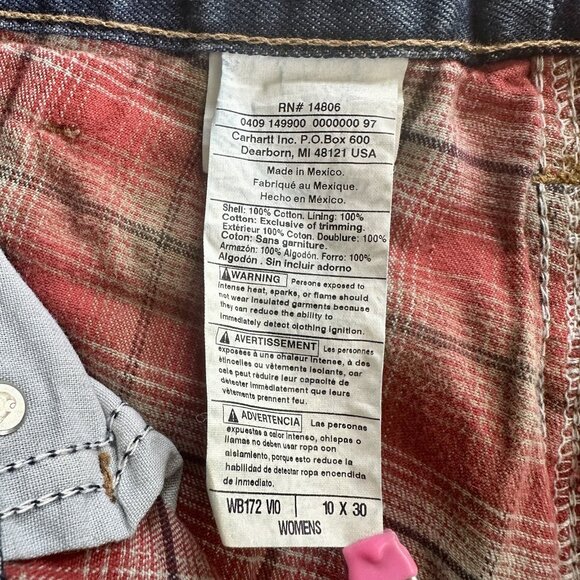 RN# 14806
0409 149900 0000000 97
Carhartt Inc. P.O.Box 600
Dearborn, MI 48121 USA
Made in Mexico.
Fabriqué au Mexique.
Hecho en México.
Shell: 100% Cotton. Lining: 100%
Cotton: Exclusive of trimming.
Extérieur 100% Coton. Doublure: 100%
Coton: Sans garniture.
Armazón: 100% Algodón. Forro: 100%
Algodón. Sin incluir adorno
WARNING Persons exposed to
intense heat, sparks, or flame should
not wear insulated garments because
they can reduce the ability to
immediately detect clothing ignition.
AVERTISSEMENT Les personnes
exposées à une chaleur intense, à des
étincelles ou vêtements isolants, car
cela peut réduire leur capacité de
détecter immédiatement que leurs
vêtements prennent feu.
ADVERTENCIA Las personas
expuestas a calor intenso, chispas o
llamas no deben usar ropa con
aislamiento, porque esto reduce la
habilidad de detectar ropa encendida
de inmediato.
WB172 VIO 10 X 30
WOMENS